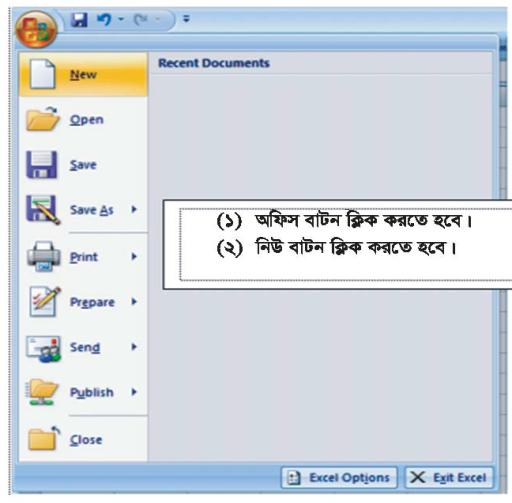 Recent Documents
New
Open
Save
Save As
(১) অফিস বাটন ক্লিক করতে হবে।
(২) নিউ বাটন ক্লিক করতে হবে।
Print
Prepare
Send
Publish
Close
Excel Options
Exit Excel